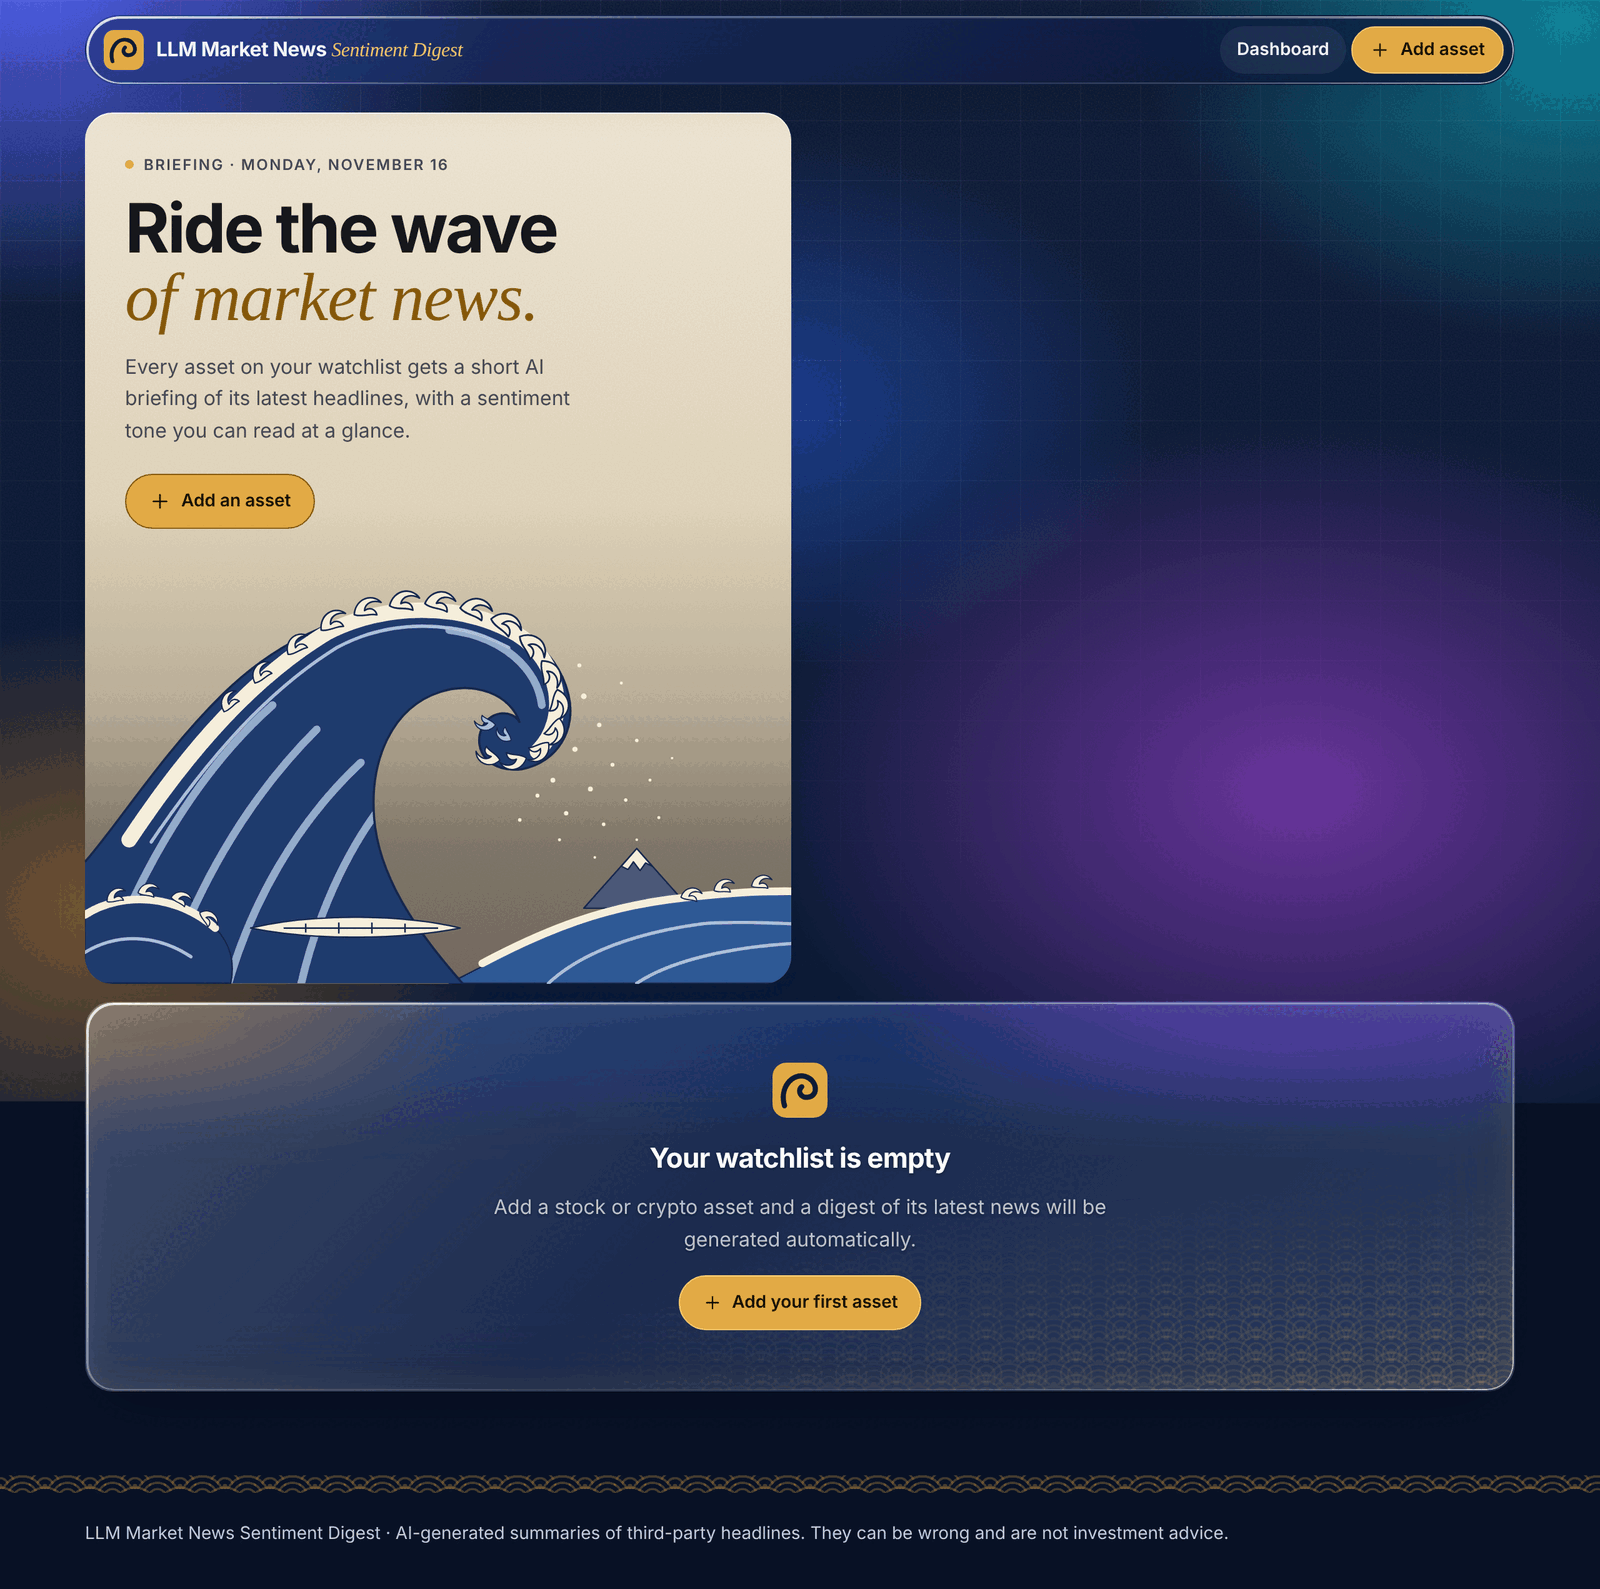 LLM Market News Sentiment Digest
Dashboard
+ Add asset
BRIEFING · MONDAY, NOVEMBER 16
Ride the wave
of market news.
Every asset on your watchlist gets a short AI
briefing of its latest headlines, with a sentiment
tone you can read at a glance.
+ Add an asset
Your watchlist is empty
Add a stock or crypto asset and a digest of its latest news will be
generated automatically.
+ Add your first asset
LLM Market News Sentiment Digest · AI-generated summaries of third-party headlines. They can be wrong and are not investment advice.